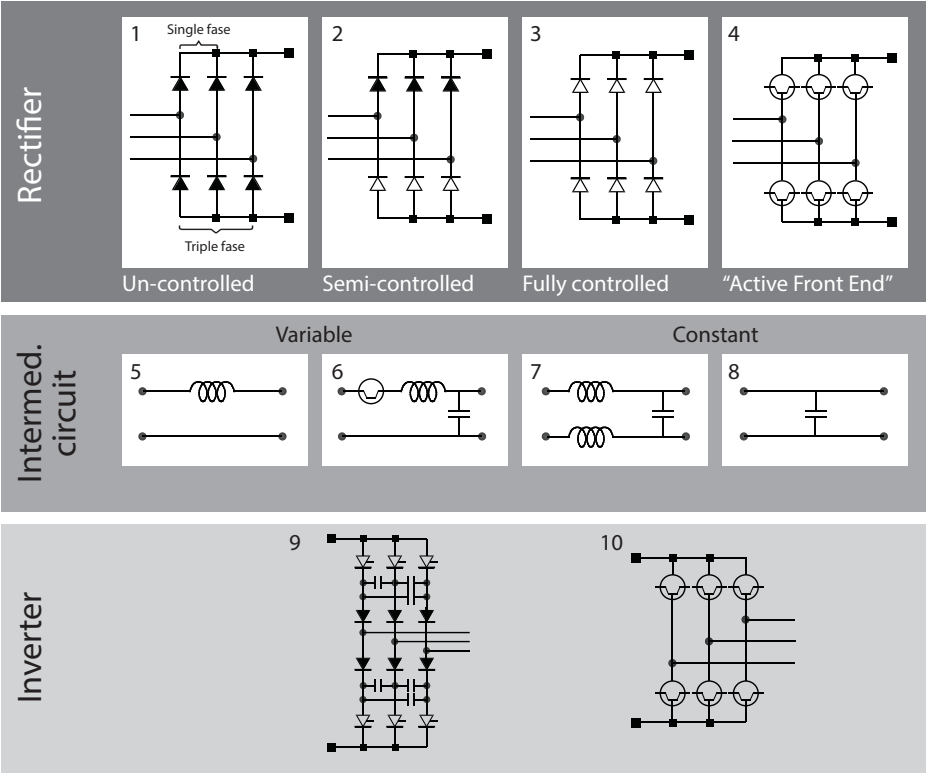 Rectifier
1
Single fase
Triple fase
Un-controlled
2
Semi-controlled
3
Fully controlled
4
“Active Front End”
Intermed.
circuit
Variable
Constant
5
6
7
8
Inverter
9
10